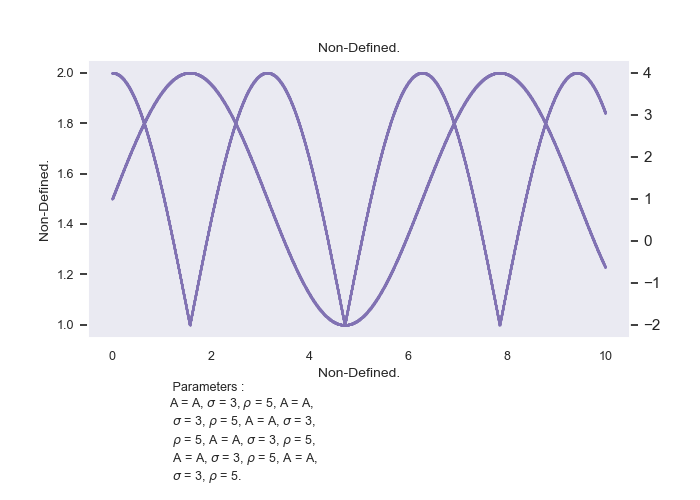 Non-Defined.
2.0
1.8
1.6
1.4
1.2
1.0
Non-Defined.
4
3
2
1
0
−1
−2
0 2 4 6 8 10
Non-Defined.
Parameters :
A = A, σ = 3, ρ = 5, A = A,
σ = 3, ρ = 5, A = A, σ = 3,
ρ = 5, A = A, σ = 3, ρ = 5,
A = A, σ = 3, ρ = 5, A = A,
σ = 3, ρ = 5.